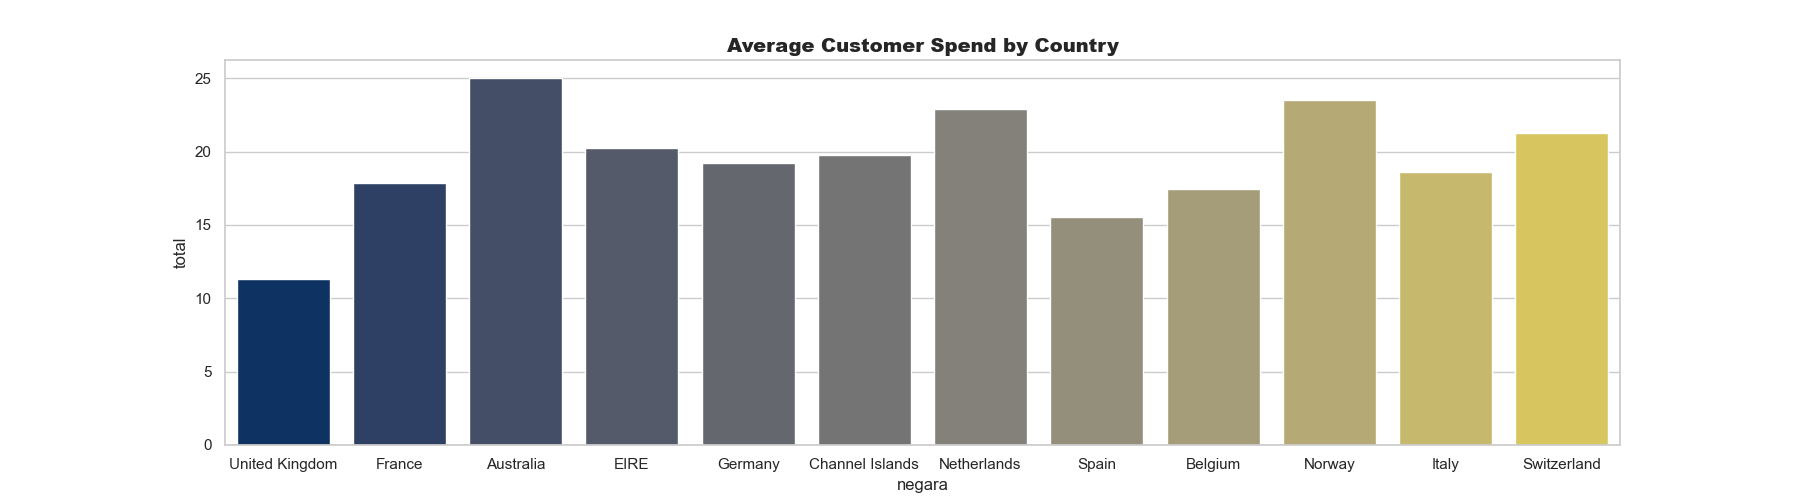 Average Customer Spend by Country
25
20
15
10
5
0
total
United Kingdom France Australia EIRE Germany Channel Islands Netherlands Spain Belgium Norway Italy Switzerland
negara